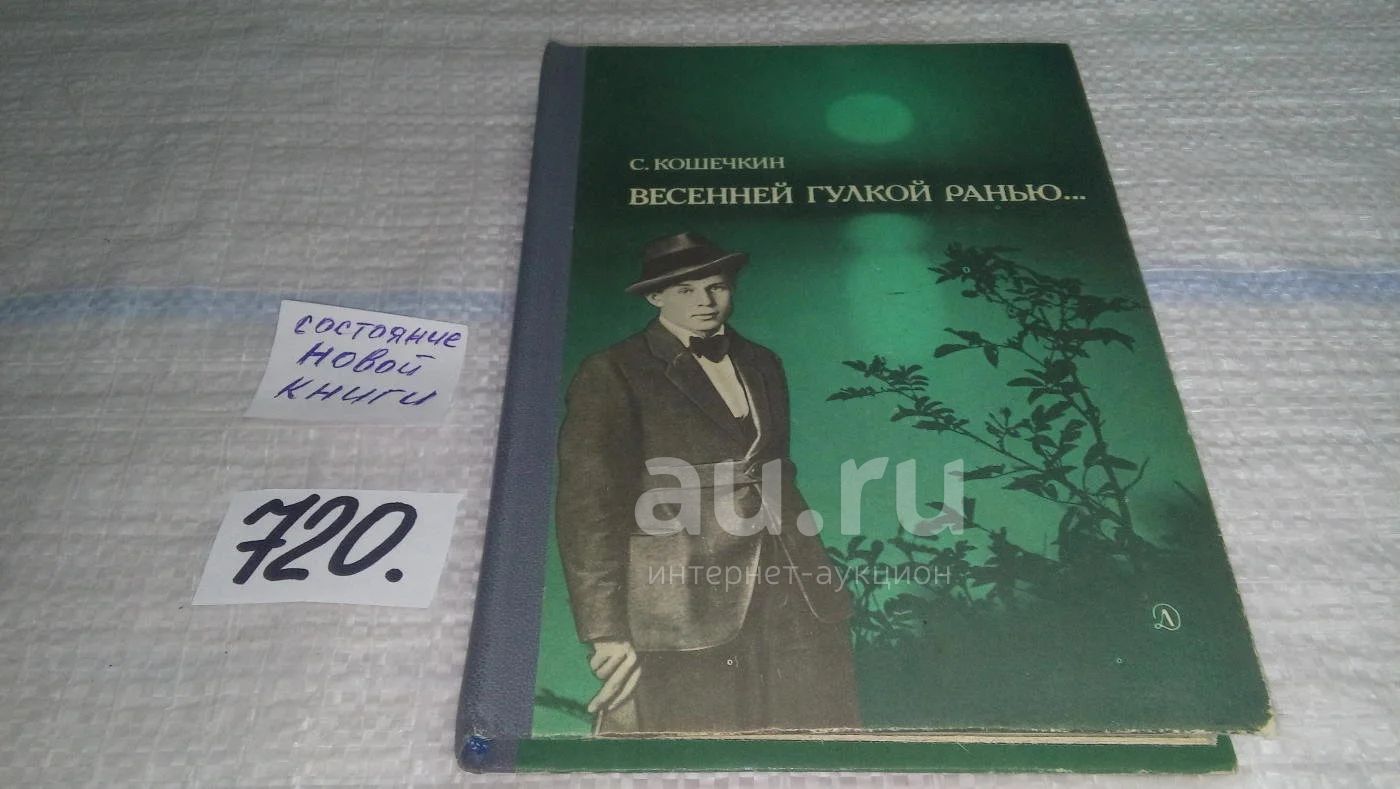 С. КОШЕЧКИН
ВЕСЕННЕЙ ГУЛКОЙ РАНЬЮ...
состояние
новой
книги
720.
au.ru
интернет-аукцион